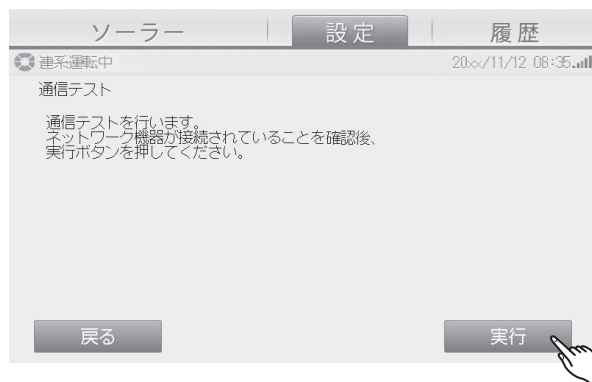 ソーラー 設定 履歴
連系運転中 20xx/11/12 08:35
通信テスト
通信テストを行います。
ネットワーク機器が接続されていることを確認後、
実行ボタンを押してください。
戻る 実行